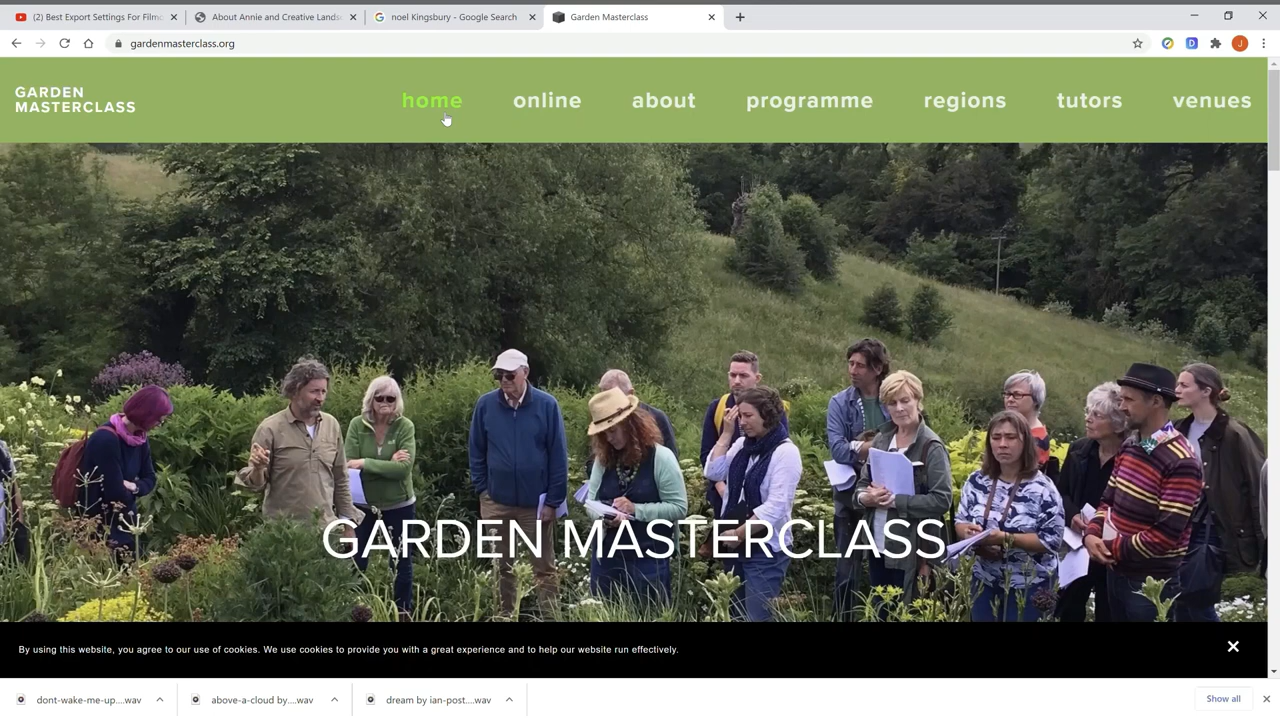 (2) Best Export Settings For Filmo
About Annie and Creative Lands
noel Kingsbury - Google Search
Garden Masterclass
gardenmasterclass.org
D
J
GARDEN
MASTERCLASS
home
online
about
programme
regions
tutors
venues
GARDEN MASTERCLASS
By using this website, you agree to our use of cookies. We use cookies to provide you with a great experience and to help our website run effectively.
dont-wake-me-up....wav
above-a-cloud by....wav
dream by ian-post....wav
Show all